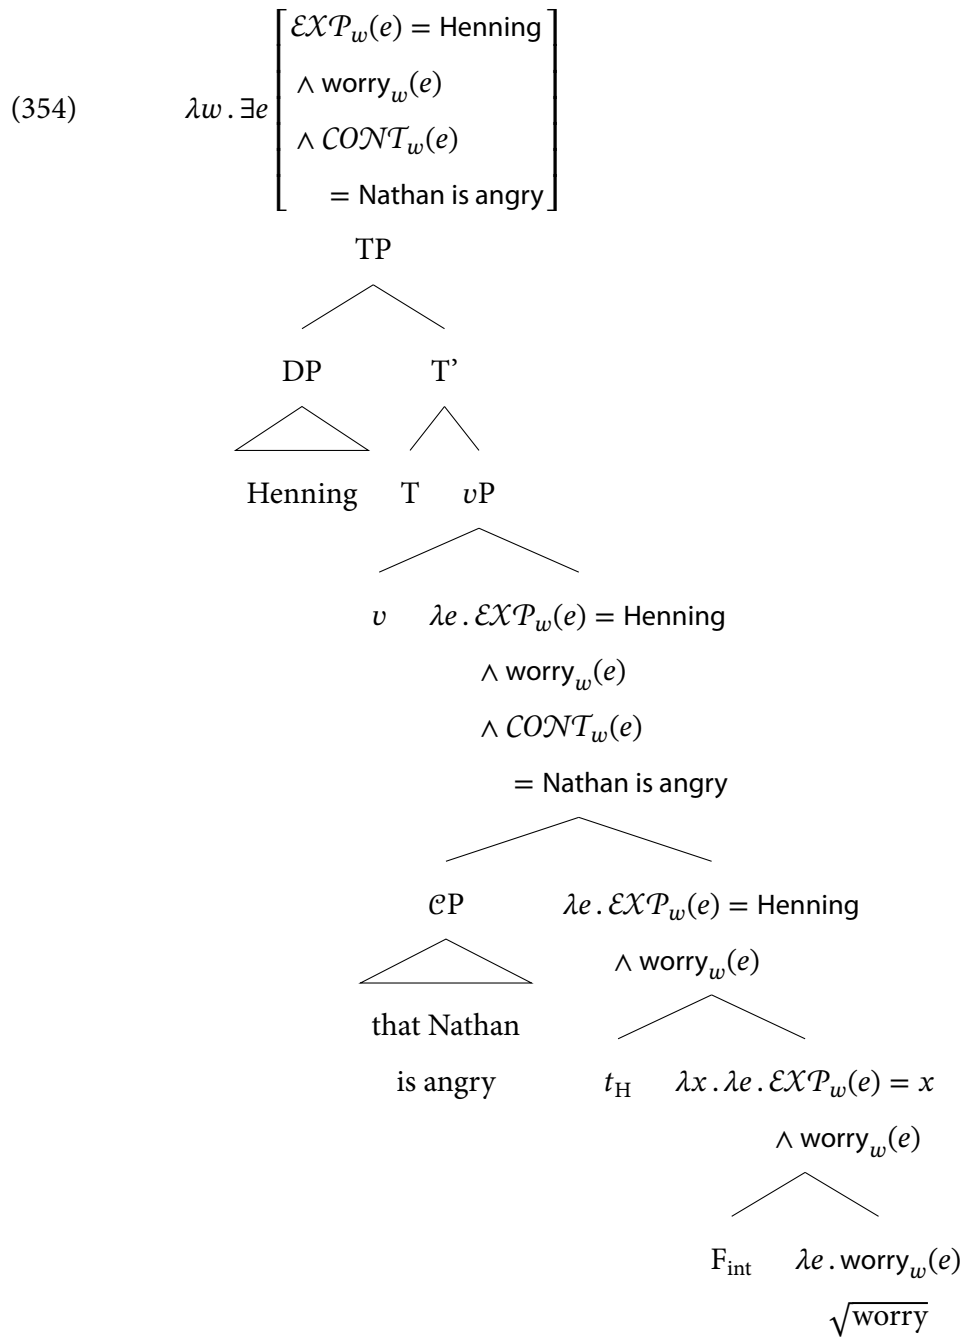 ℰ𝒳𝒫_w(e) = Henning
∧ worry_w(e)
(354) λw . ∃e
∧ 𝒞𝒪𝒩𝒯_w(e)
= Nathan is angry
TP
DP T’
Henning T vP
v λe . ℰ𝒳𝒫_w(e) = Henning
∧ worry_w(e)
∧ 𝒞𝒪𝒩𝒯_w(e)
= Nathan is angry
𝒞P λe . ℰ𝒳𝒫_w(e) = Henning
∧ worry_w(e)
that Nathan
is angry t_H λx . λe . ℰ𝒳𝒫_w(e) = x
∧ worry_w(e)
F_int λe . worry_w(e)
√worry